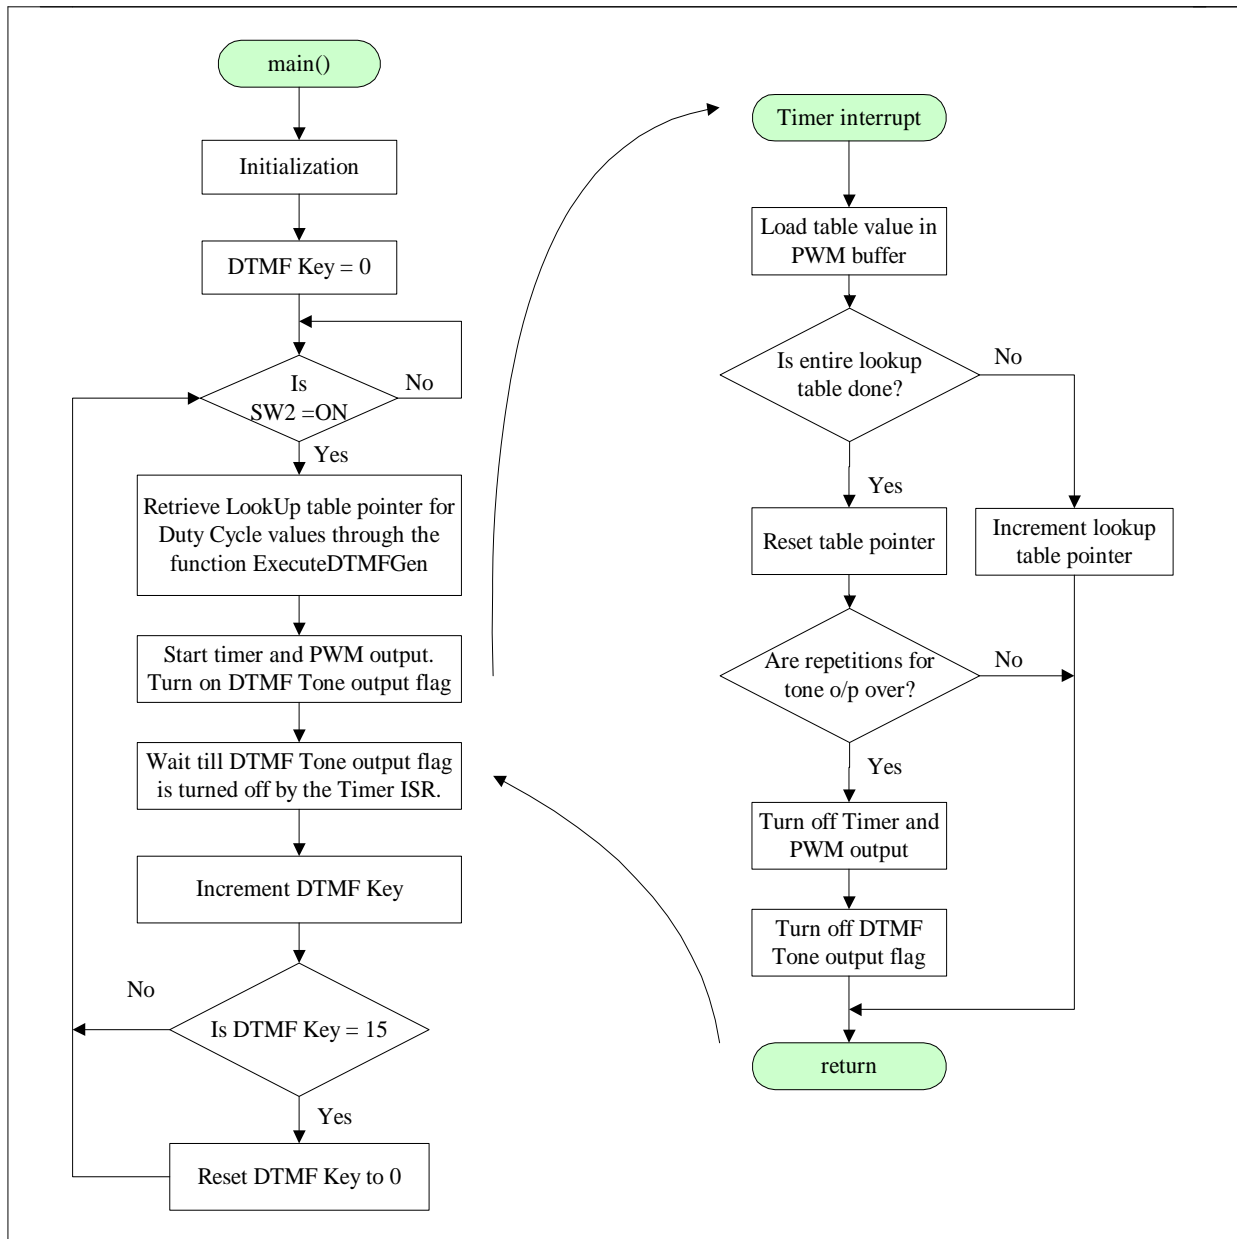 main()
Initialization
DTMF Key = 0
Is
SW2 =ON
No
Yes
Retrieve LookUp table pointer for
Duty Cycle values through the
function ExecuteDTMFGen
Start timer and PWM output.
Turn on DTMF Tone output flag
Wait till DTMF Tone output flag
is turned off by the Timer ISR.
Increment DTMF Key
No
Is DTMF Key = 15
Yes
Reset DTMF Key to 0
Timer interrupt
Load table value in
PWM buffer
Is entire lookup
table done?
No
Yes
Reset table pointer
Increment lookup
table pointer
Are repetitions for
tone o/p over?
No
Yes
Turn off Timer and
PWM output
Turn off DTMF
Tone output flag
return